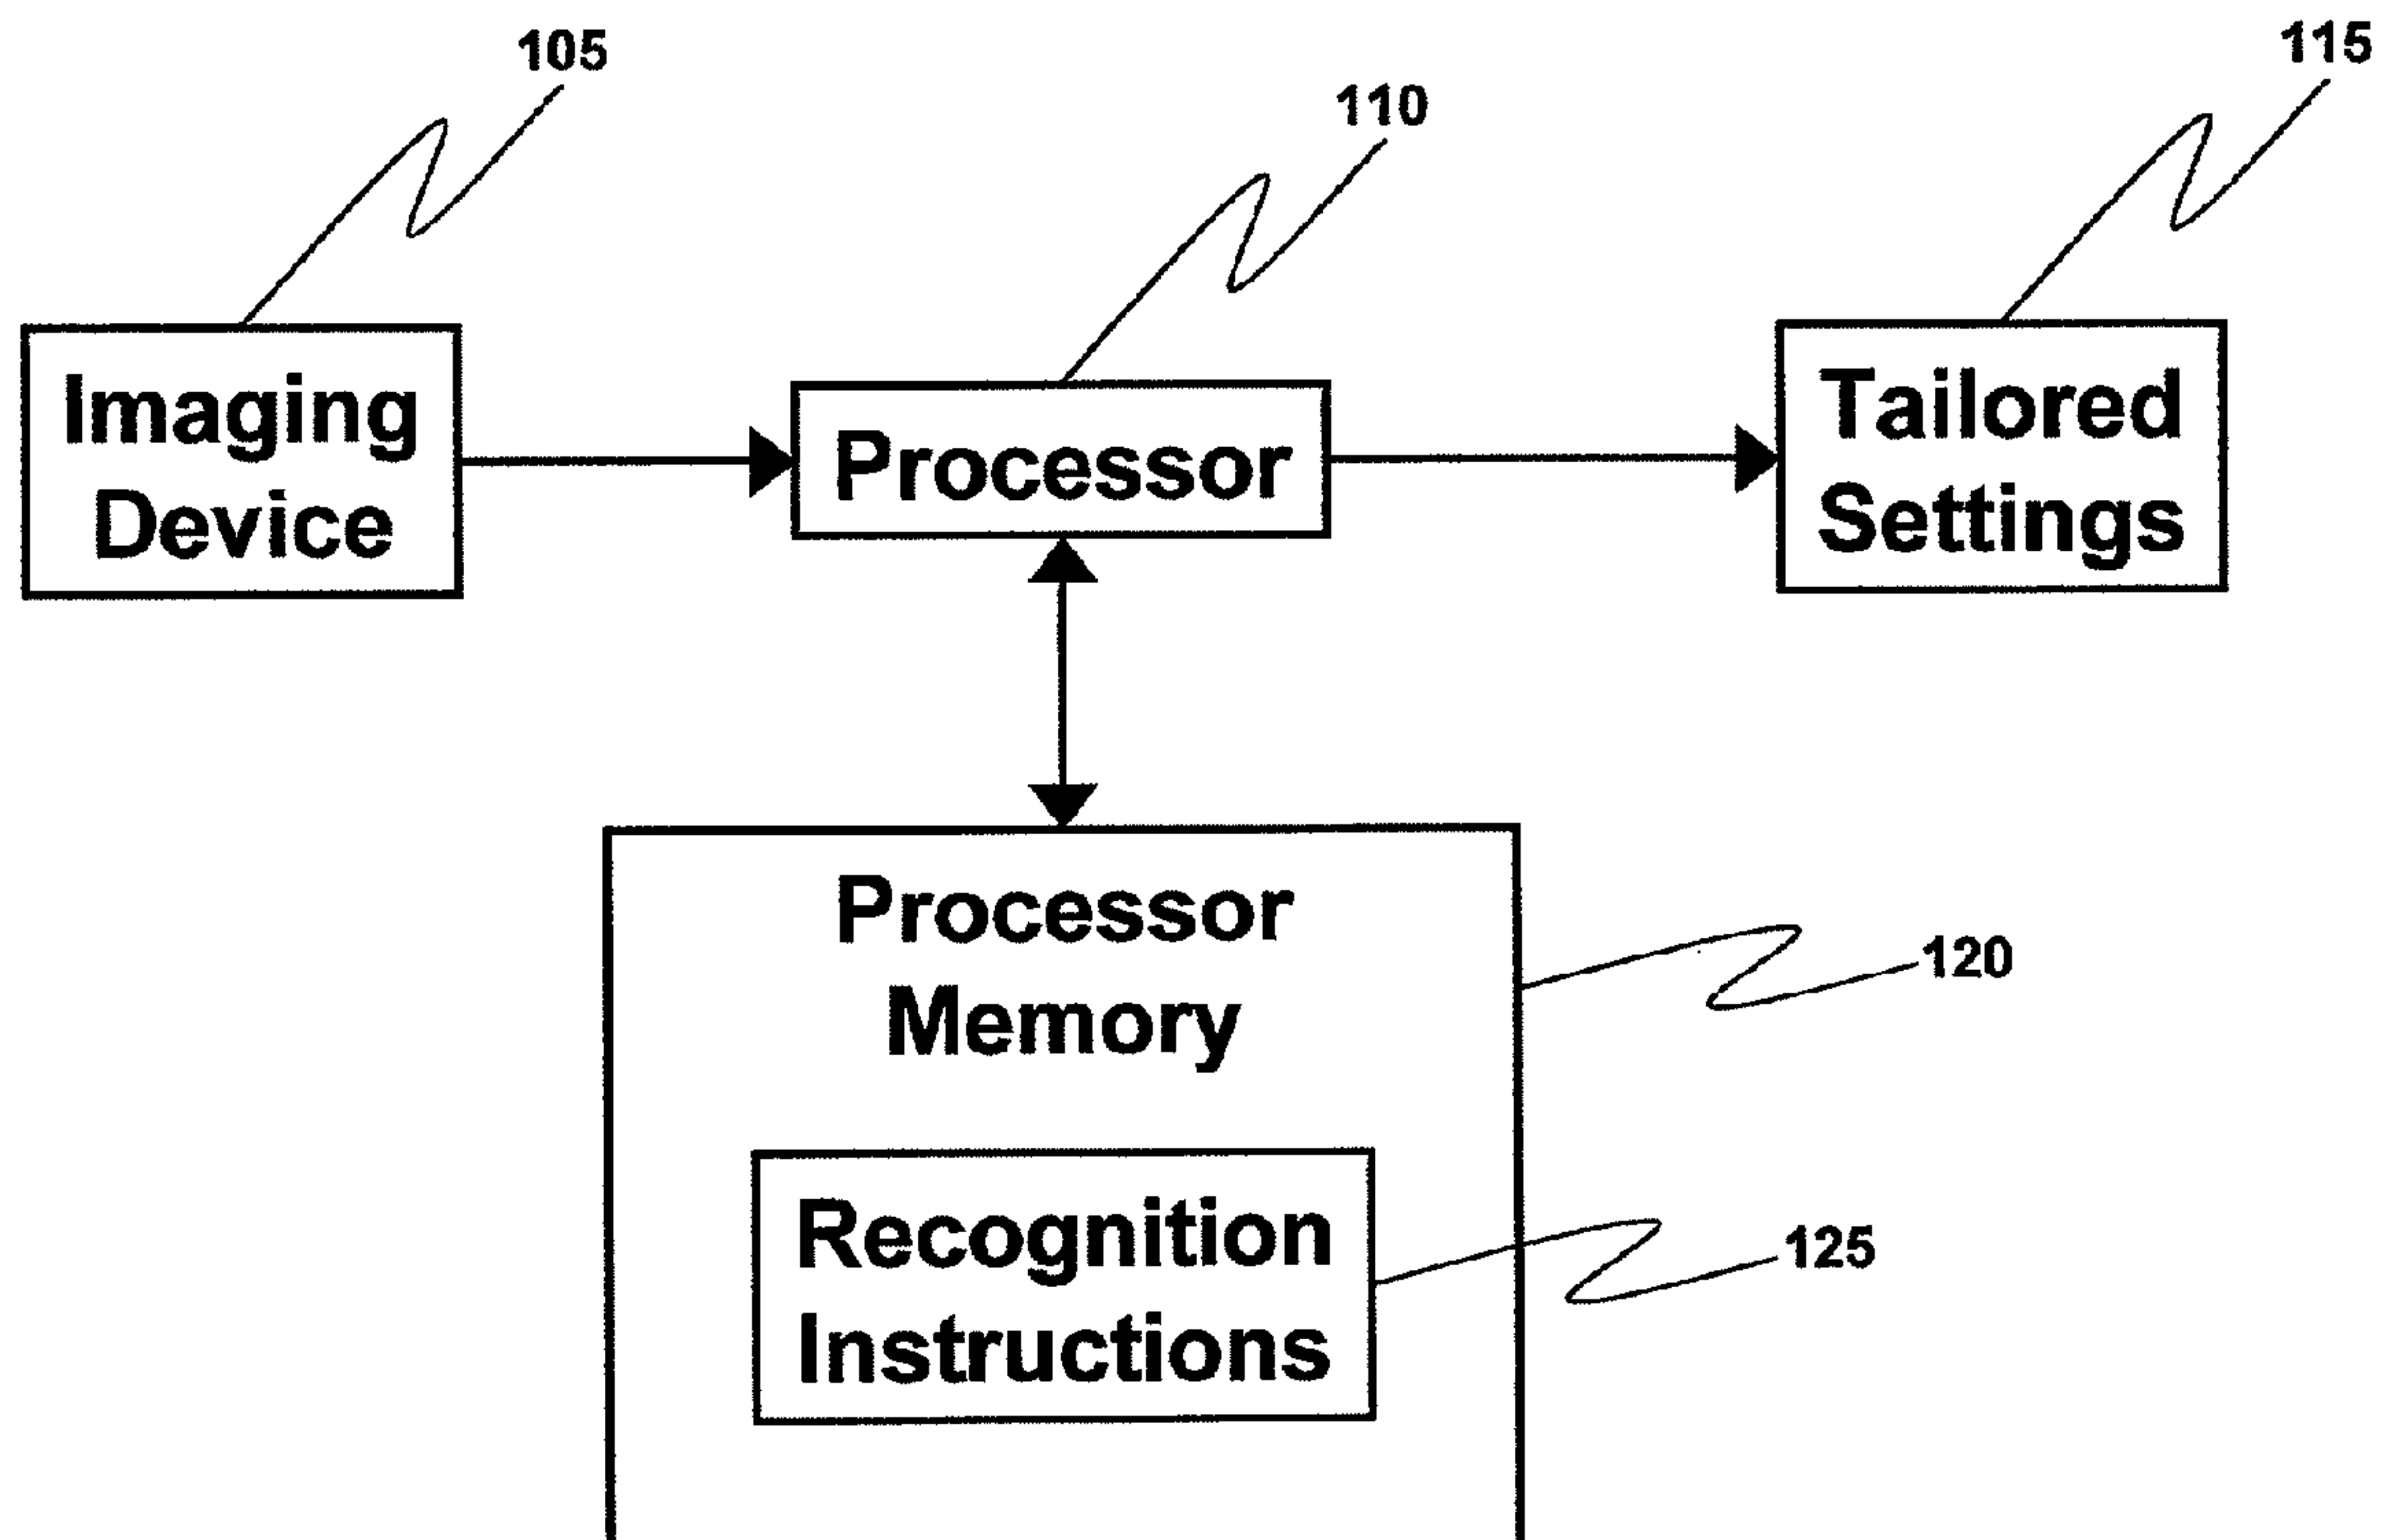 105
115
110
Imaging
Device
Processor
Tailored
Settings
Processor
Memory
120
Recognition
Instructions
125